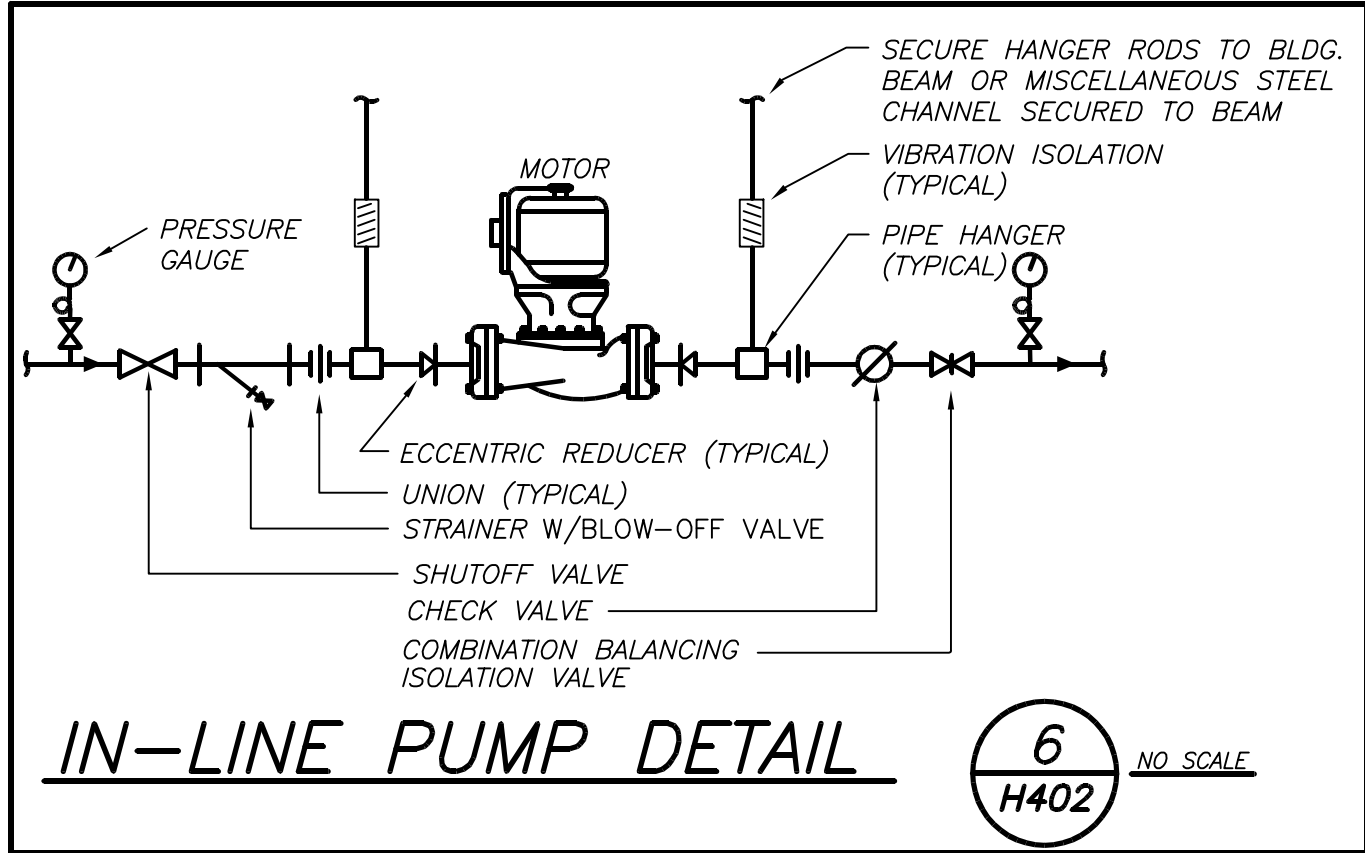 SECURE HANGER RODS TO BLDG.
BEAM OR MISCELLANEOUS STEEL
CHANNEL SECURED TO BEAM
VIBRATION ISOLATION
(TYPICAL)
MOTOR
PRESSURE
GAUGE
PIPE HANGER
(TYPICAL)
ECCENTRIC REDUCER (TYPICAL)
UNION (TYPICAL)
STRAINER W/BLOW-OFF VALVE
SHUTOFF VALVE
CHECK VALVE
COMBINATION BALANCING
ISOLATION VALVE
IN-LINE PUMP DETAIL
6
H402
NO SCALE